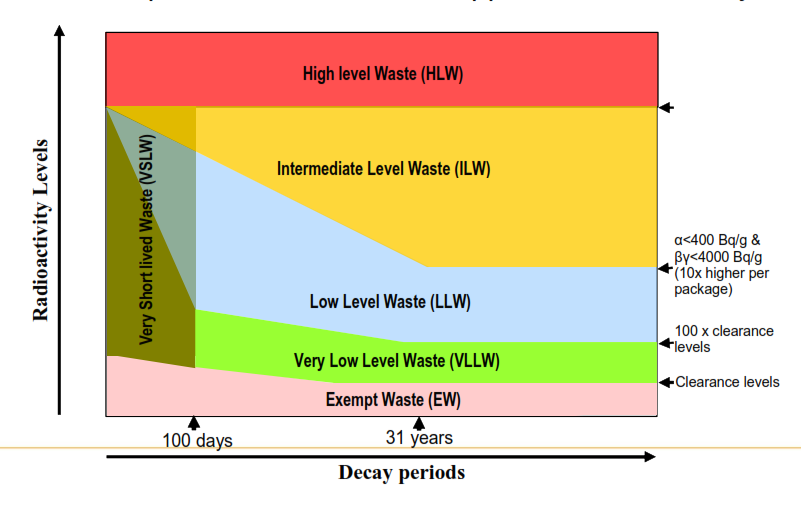 Radioactivity Levels
High level Waste (HLW)
Very Short lived Waste (VSLW)
Intermediate Level Waste (ILW)
α<400 Bq/g &
βγ<4000 Bq/g
(10x higher per
package)
Low Level Waste (LLW)
100 x clearance
levels
Very Low Level Waste (VLLW)
Clearance levels
Exempt Waste (EW)
100 days
31 years
Decay periods